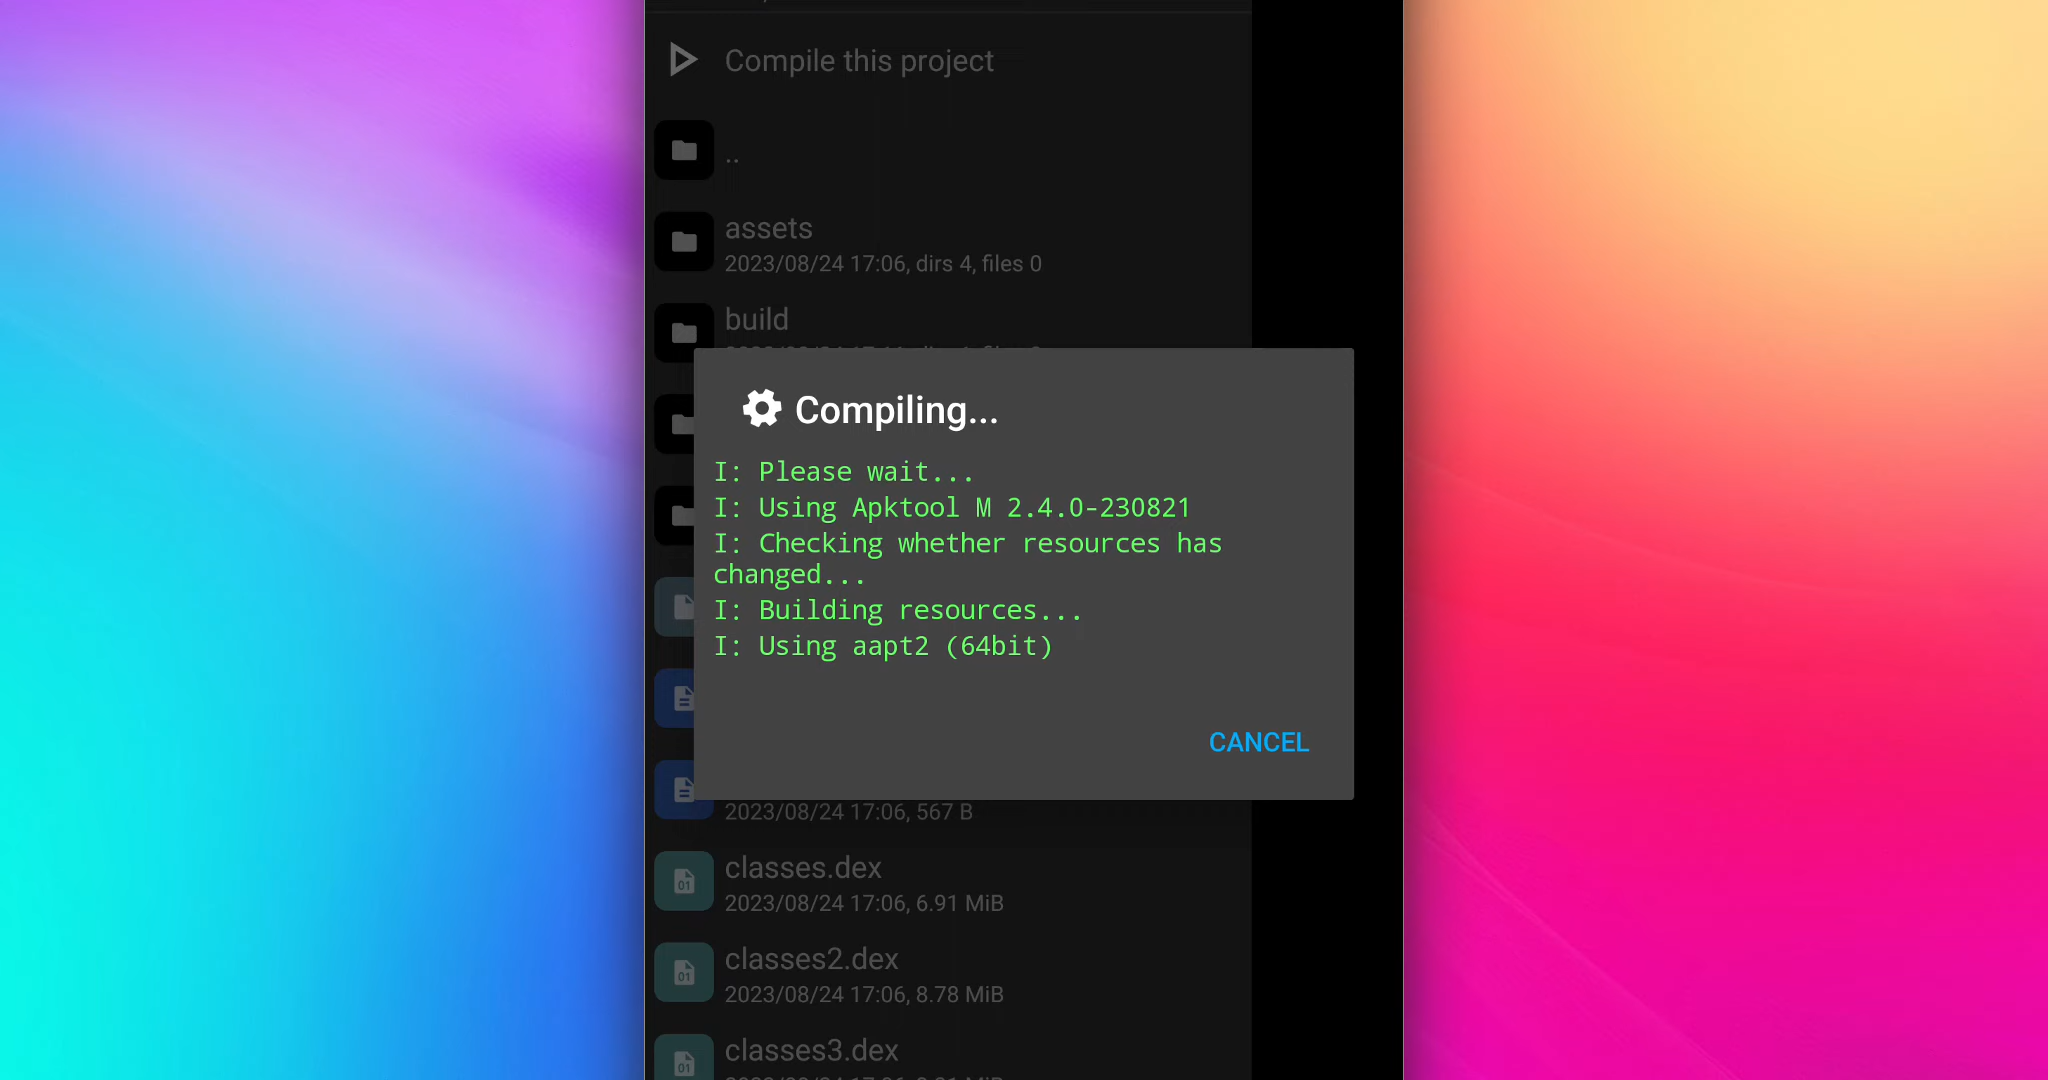 Compile this project
..
assets
2023/08/24 17:06, dirs 4, files 0
build
Compiling...
I: Please wait...
I: Using Apktool M 2.4.0-230821
I: Checking whether resources has
changed...
I: Building resources...
I: Using aapt2 (64bit)
CANCEL
2023/08/24 17:06, 567 B
classes.dex
2023/08/24 17:06, 6.91 MiB
classes2.dex
2023/08/24 17:06, 8.78 MiB
classes3.dex